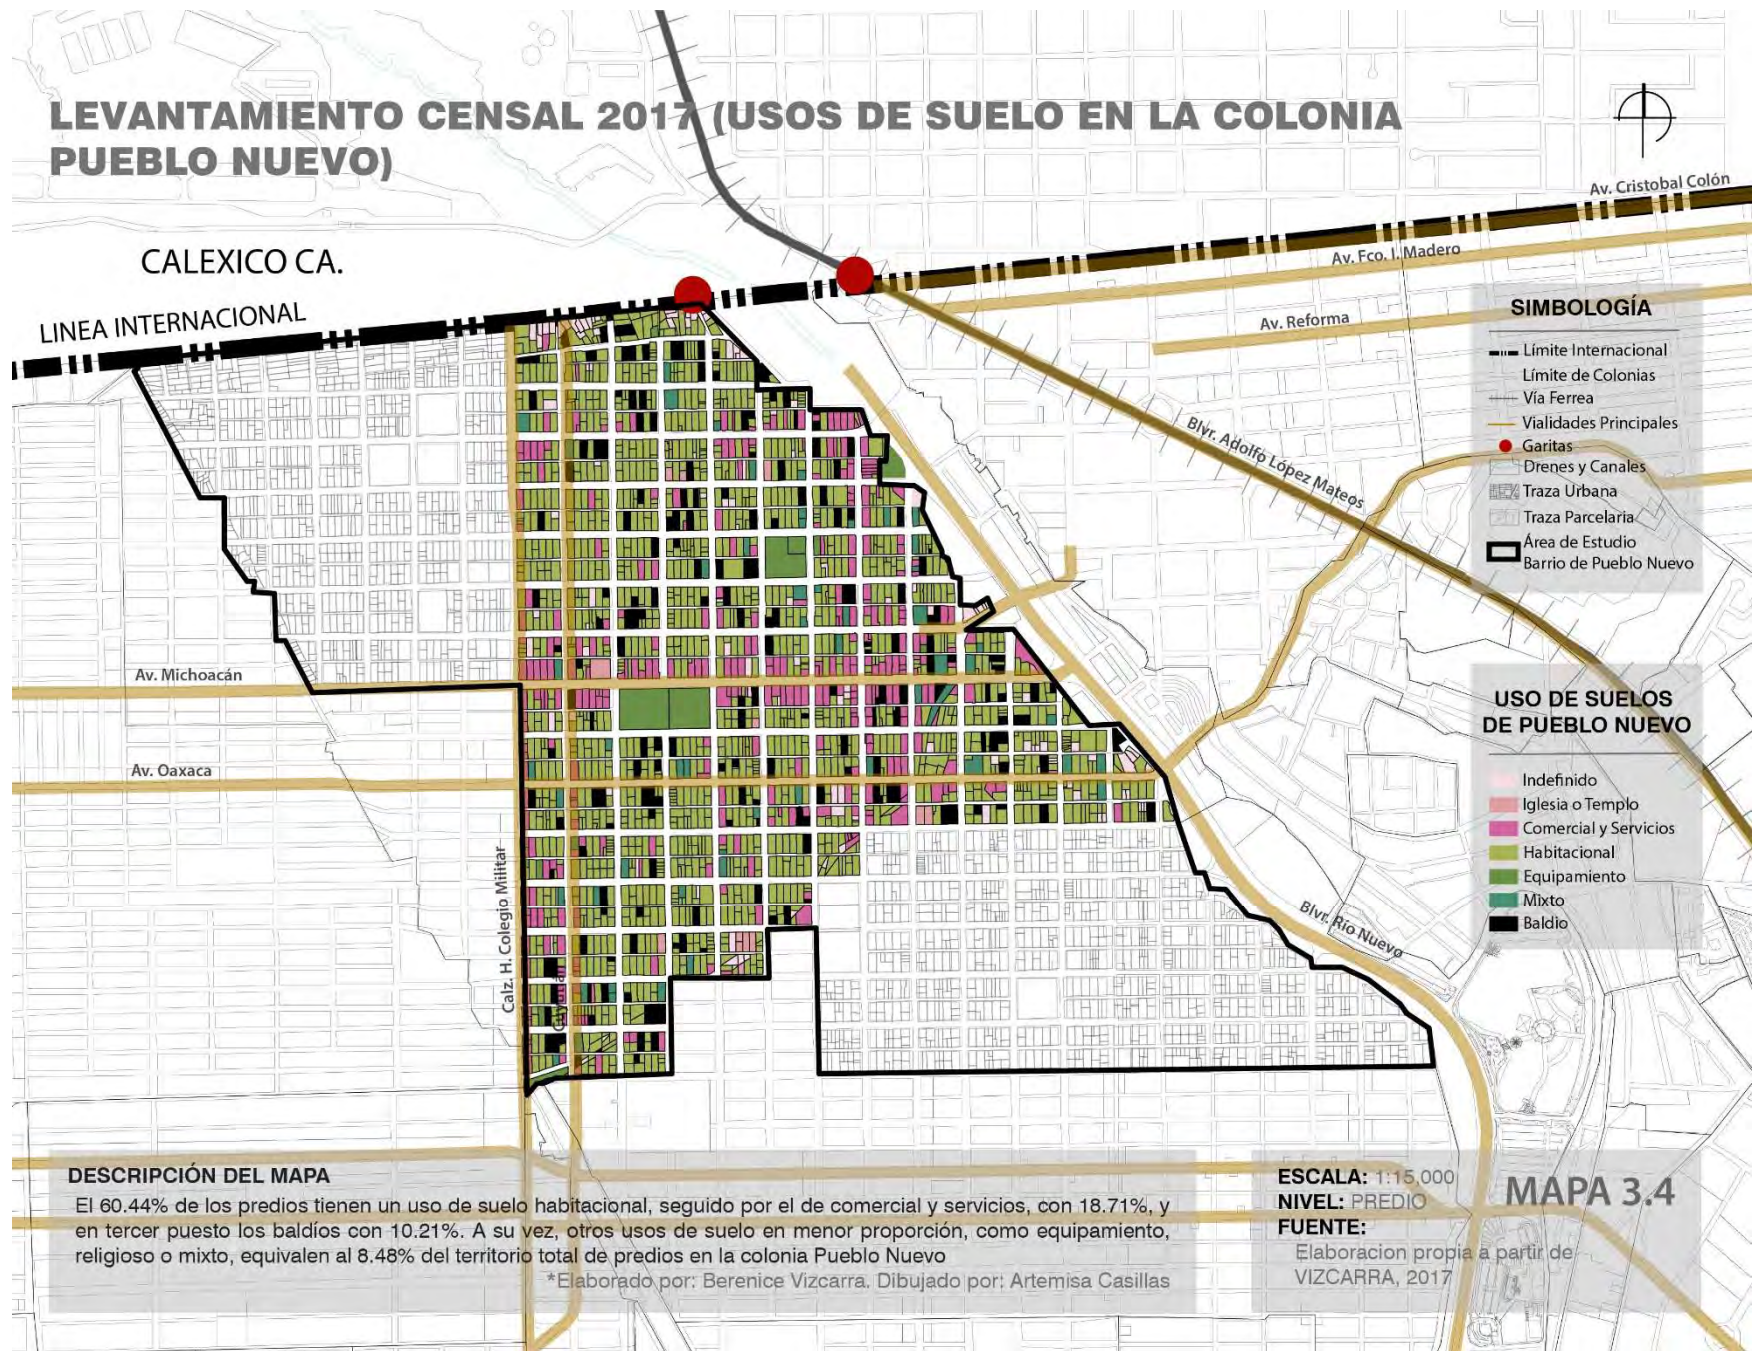 LEVANTAMIENTO CENSAL 2017 (USOS DE SUELO EN LA COLONIA
PUEBLO NUEVO)
Av. Cristobal Colón
CALEXICO CA.
Av. Fco. I. Madero
LINEA INTERNACIONAL
Av. Reforma
SIMBOLOGÍA
Límite Internacional
Límite de Colonias
Vía Ferrea
Vialidades Principales
Garitas
Drenes y Canales
Traza Urbana
Traza Parcelaria
Área de Estudio
Barrio de Pueblo Nuevo
Blvr. Adolfo López Mateos
Av. Michoacán
Av. Oaxaca
USO DE SUELOS
DE PUEBLO NUEVO
Indefinido
Iglesia o Templo
Comercial y Servicios
Habitacional
Equipamiento
Mixto
Baldio
Calz. H. Colegio Militar
Blvr. Río Nuevo
DESCRIPCIÓN DEL MAPA
El 60.44% de los predios tienen un uso de suelo habitacional, seguido por el de comercial y servicios, con 18.71%, y
en tercer puesto los baldíos con 10.21%. A su vez, otros usos de suelo en menor proporción, como equipamiento,
religioso o mixto, equivalen al 8.48% del territorio total de predios en la colonia Pueblo Nuevo
*Elaborado por: Berenice Vizcarra. Dibujado por: Artemisa Casillas
ESCALA: 1:15,000
NIVEL: PREDIO
FUENTE:
Elaboracion propia a partir de
VIZCARRA, 2017
MAPA 3.4